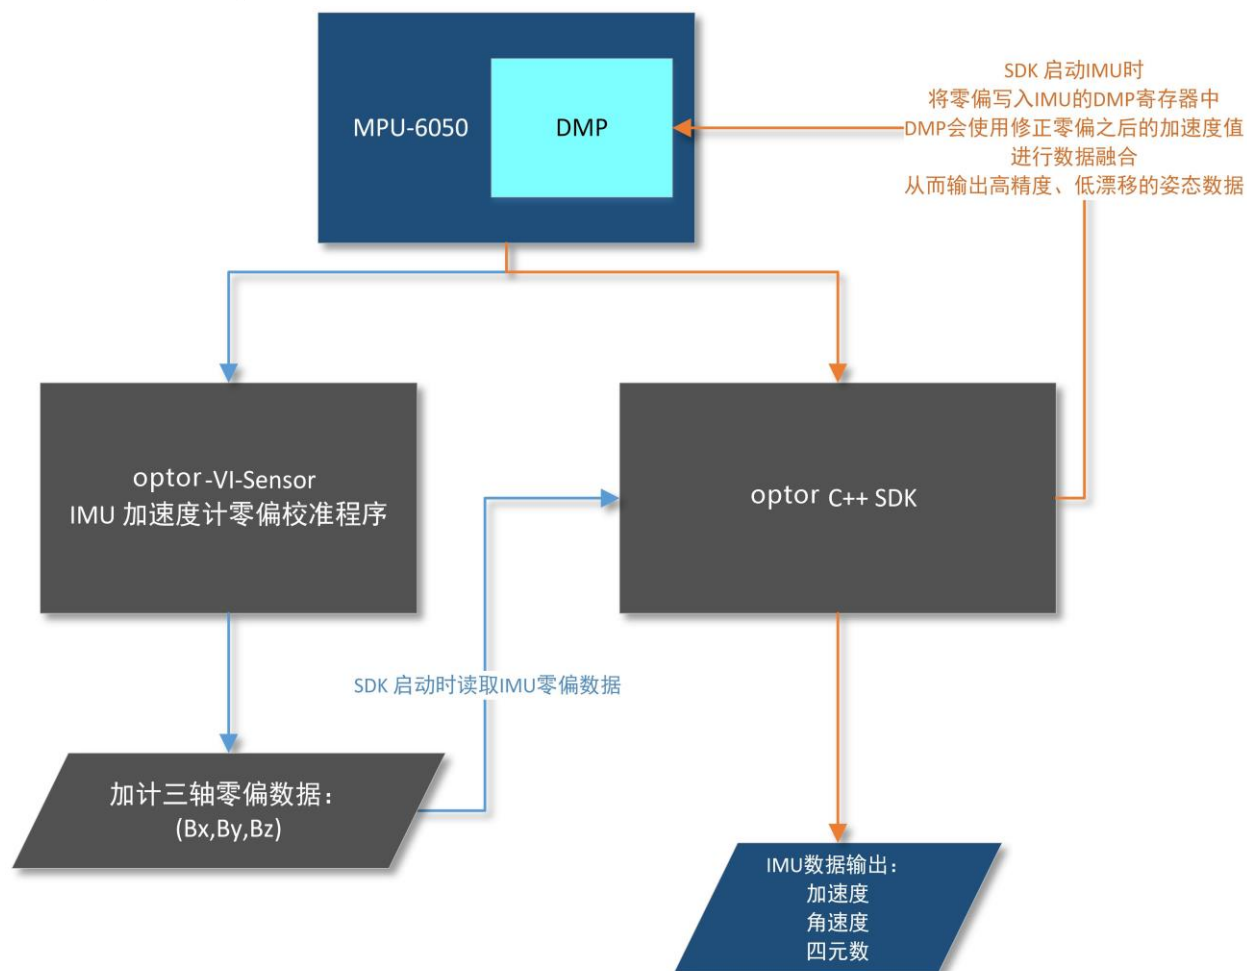 MPU-6050
DMP
SDK 启动IMU时
将零偏写入IMU的DMP寄存器中
DMP会使用修正零偏之后的加速度值
进行数据融合
从而输出高精度、低漂移的姿态数据
optor-VI-Sensor
IMU 加速度计零偏校准程序
optor C++ SDK
SDK 启动时读取IMU零偏数据
加计三轴零偏数据：
(Bx,By,Bz)
IMU数据输出：
加速度
角速度
四元数